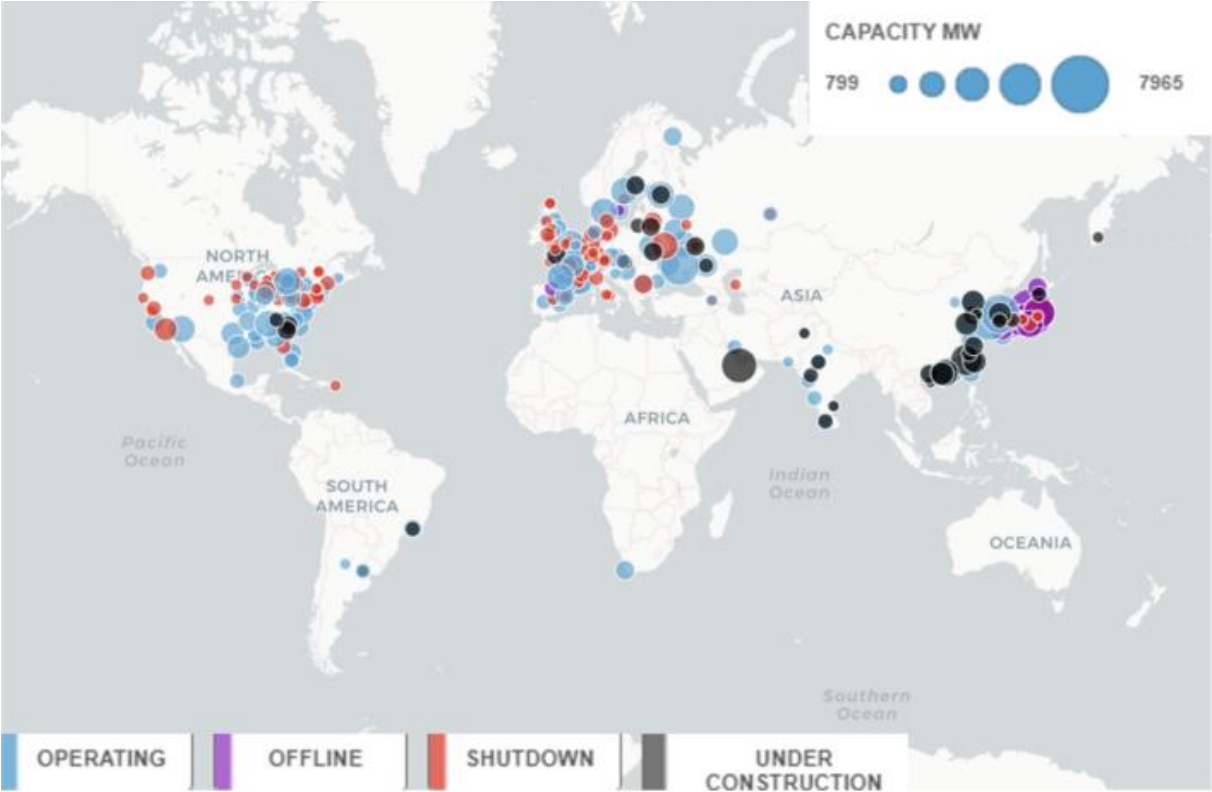 CAPACITY MW
799
7965
NORTH
AMERICA
ASIA
AFRICA
Pacific
Ocean
Indian
Ocean
SOUTH
AMERICA
OCEANIA
Southern
Ocean
OPERATING
OFFLINE
SHUTDOWN
UNDER
CONSTRUCTION